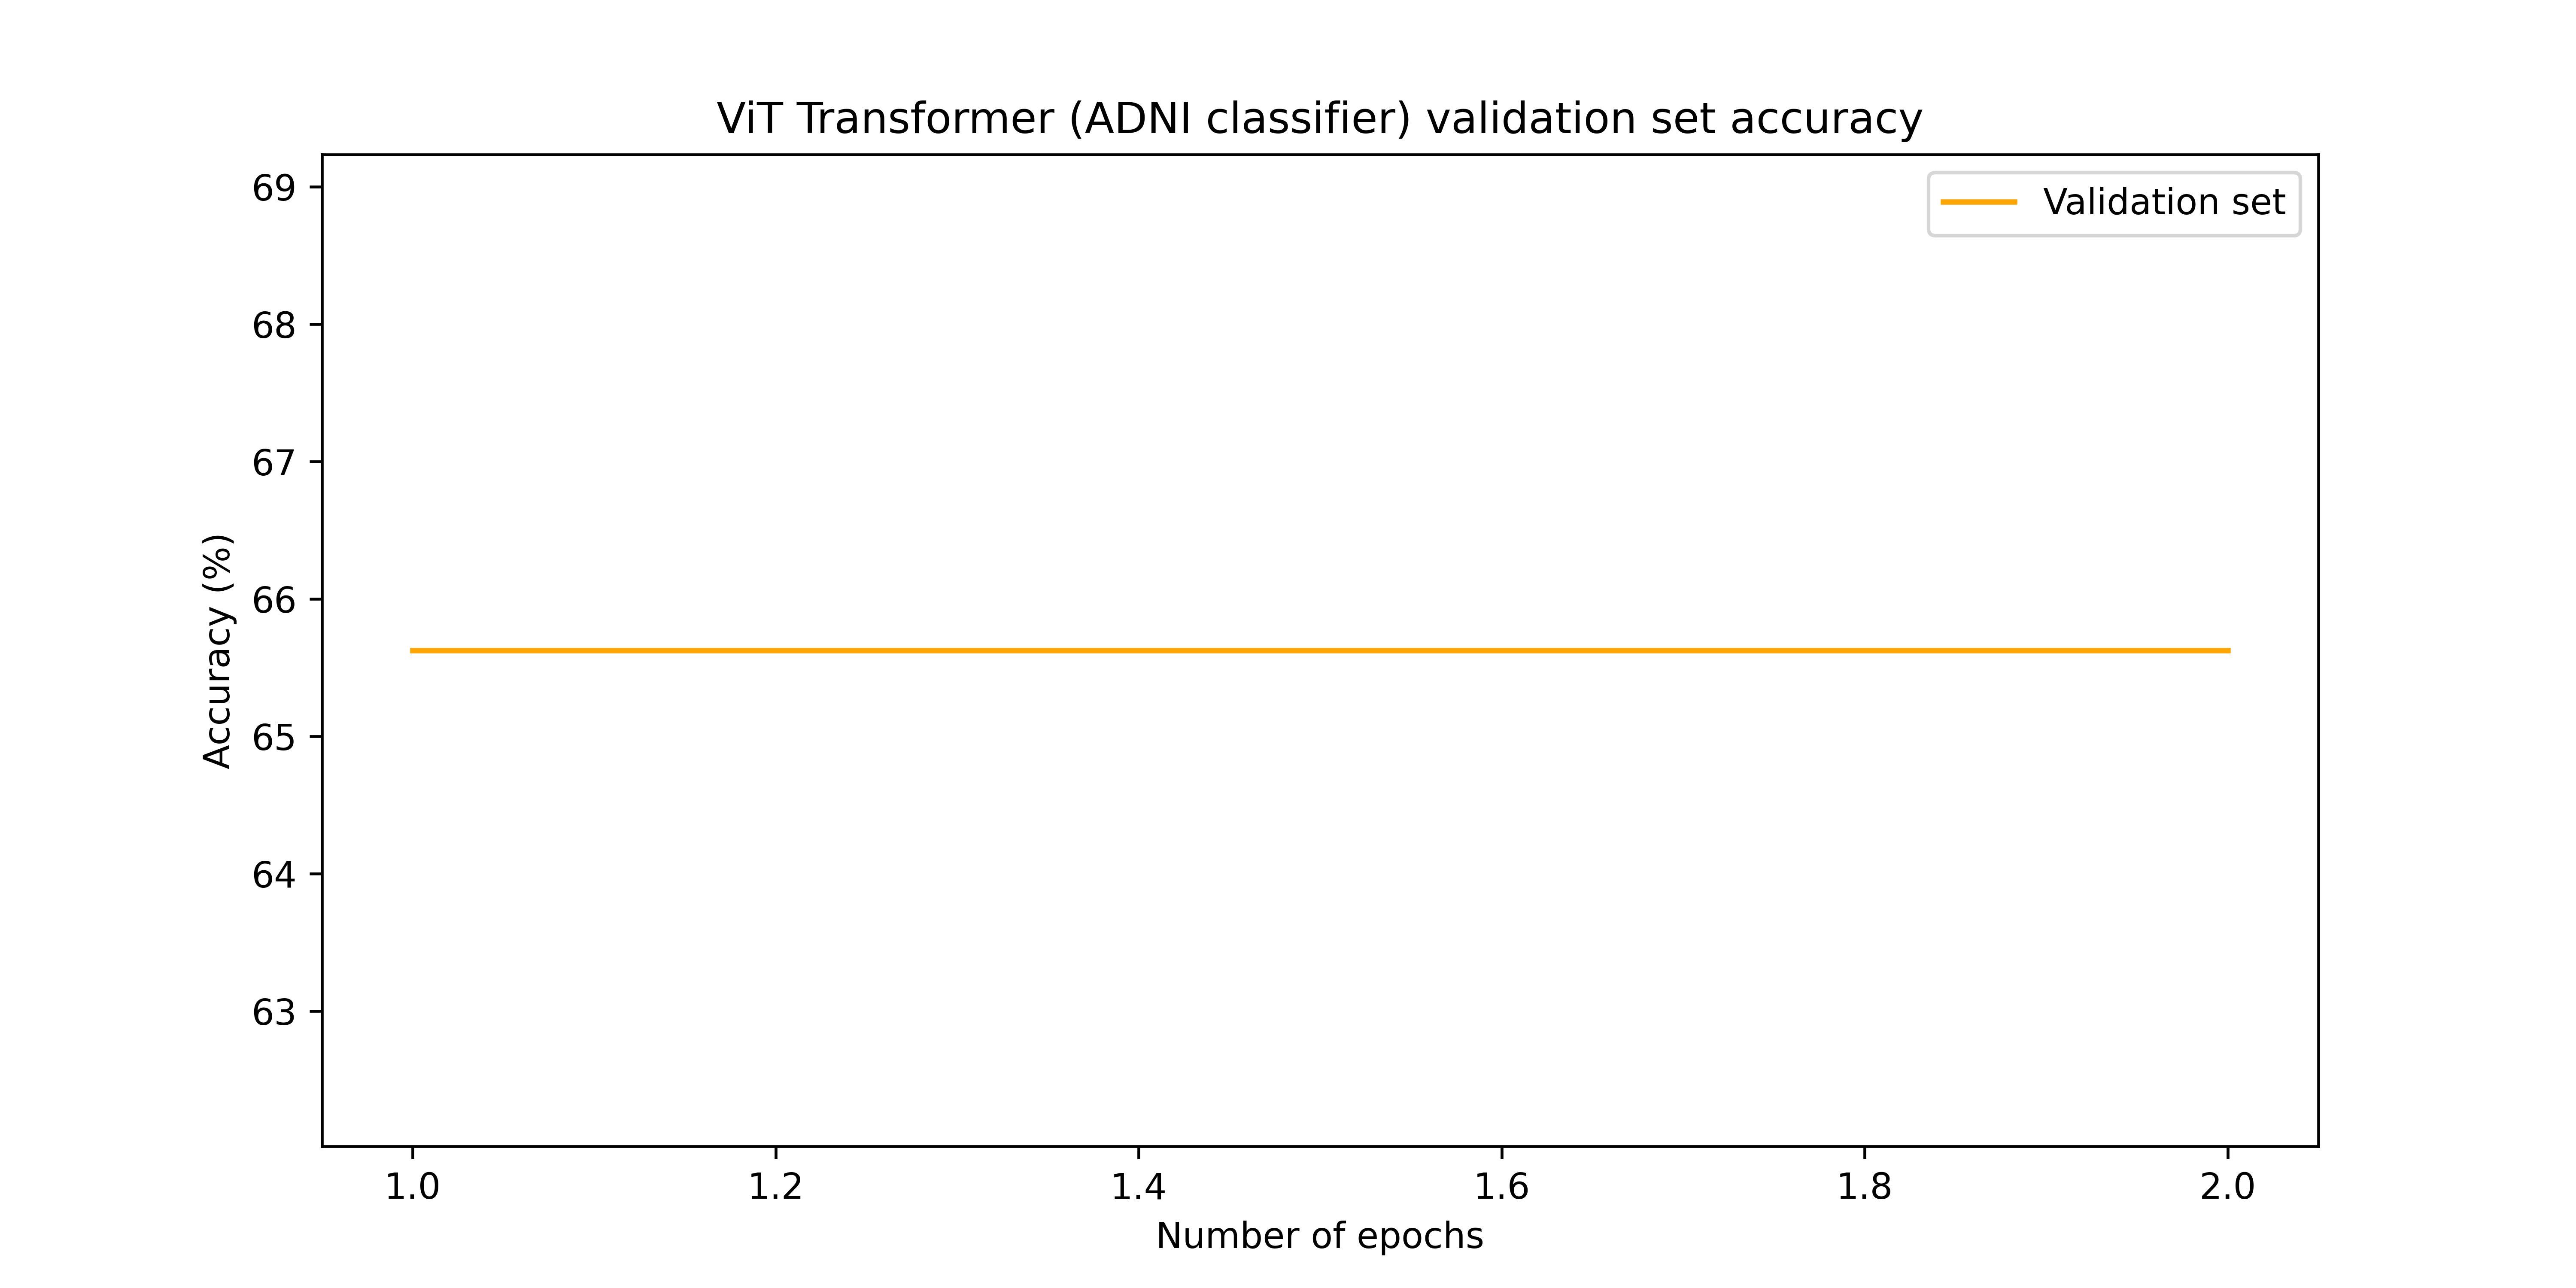 ViT Transformer (ADNI classifier) validation set accuracy
Validation set
69
68
67
66
65
64
63
Accuracy (%)
1.0 1.2 1.4 1.6 1.8 2.0
Number of epochs